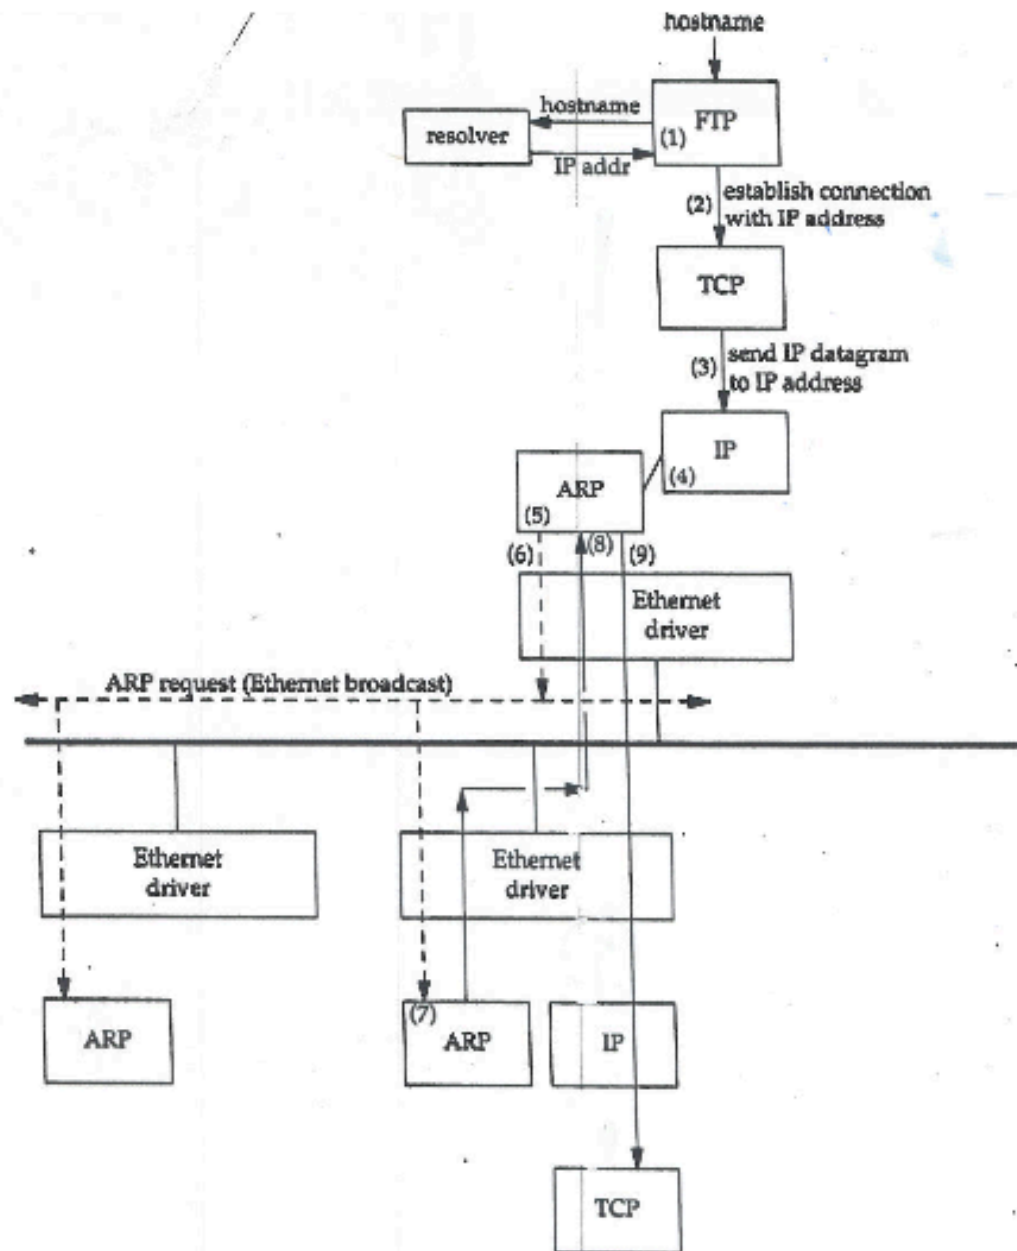 hostname
hostname
FTP
resolver
(1)
IP addr
establish connection
(2)
with IP address
TCP
send IP datagram
(3)
to IP address
IP
ARP
(4)
(5)
(6)
(8)
(9)
Ethernet
driver
ARP request (Ethernet broadcast)
Ethernet
driver
Ethernet
driver
(7)
ARP
ARP
IP
TCP